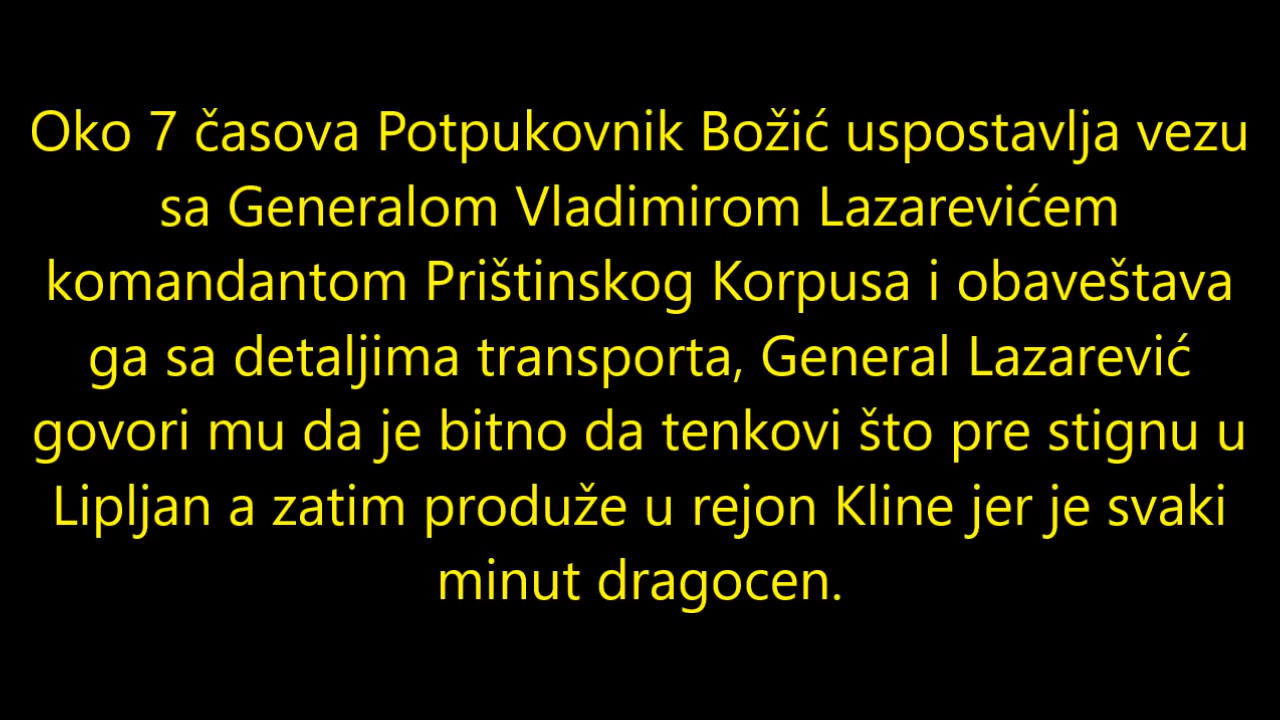 Oko 7 časova Potpukovnik Božić uspostavlja vezu
sa Generalom Vladimirom Lazarevićem
komandantom Prištinskog Korpusa i obaveštava
ga sa detaljima transporta, General Lazarević
govori mu da je bitno da tenkovi što pre stignu u
Lipljan a zatim produže u rejon Kline jer je svaki
minut dragocen.